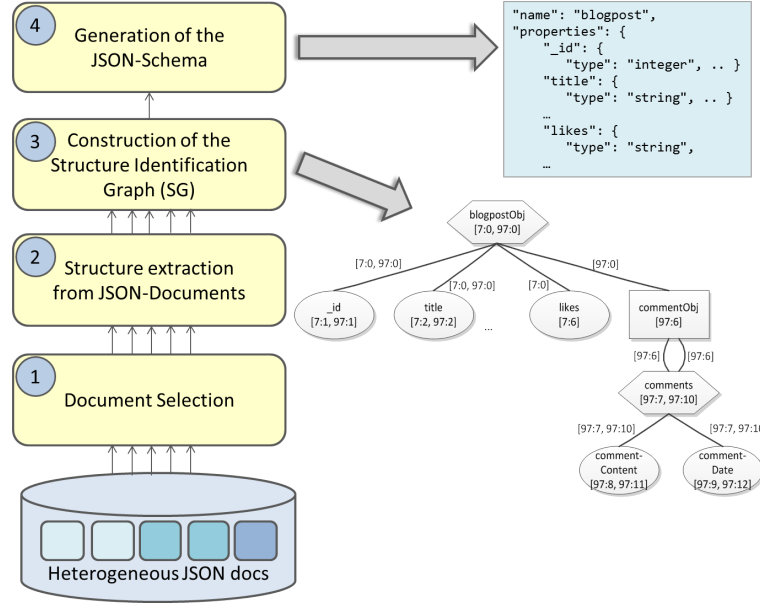 4
Generation of the
JSON-Schema
"name": "blogpost",
"properties": {
"_id": {
"type": "integer", .. }
"title": {
"type": "string", .. }
…
"likes": {
"type": "string",
…
3
Construction of the
Structure Identification
Graph (SG)
2
Structure extraction
from JSON-Documents
1
Document Selection
Heterogeneous JSON docs
blogpostObj
[7:0, 97:0]
[7:0, 97:0]
[7:0, 97:0]
[7:0]
[97:0]
_id
[7:1, 97:1]
title
[7:2, 97:2]
...
likes
[7:6]
commentObj
[97:6]
[97:6]
[97:6]
comments
[97:7, 97:10]
[97:7, 97:10]
[97:7, 97:10
comment-
Content
[97:8, 97:11]
comment-
Date
[97:9, 97:12]